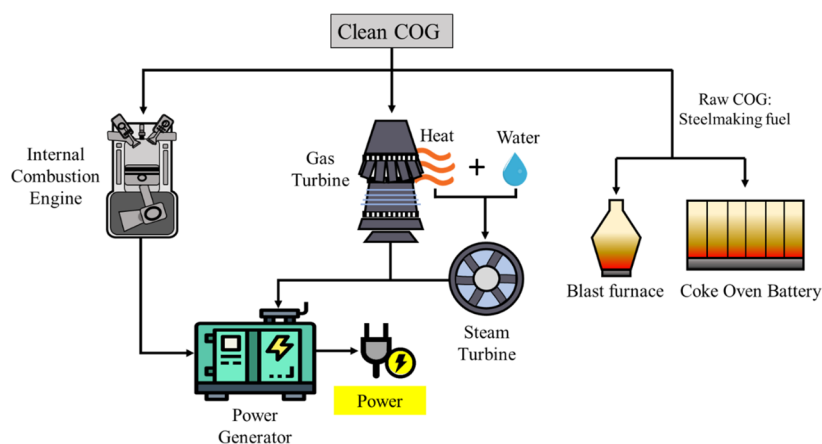 Clean COG
Raw COG:
Steelmaking fuel
Internal
Combustion
Engine
Gas
Turbine
Heat
+
Water
Blast furnace
Coke Oven Battery
Steam
Turbine
Power
Power
Generator